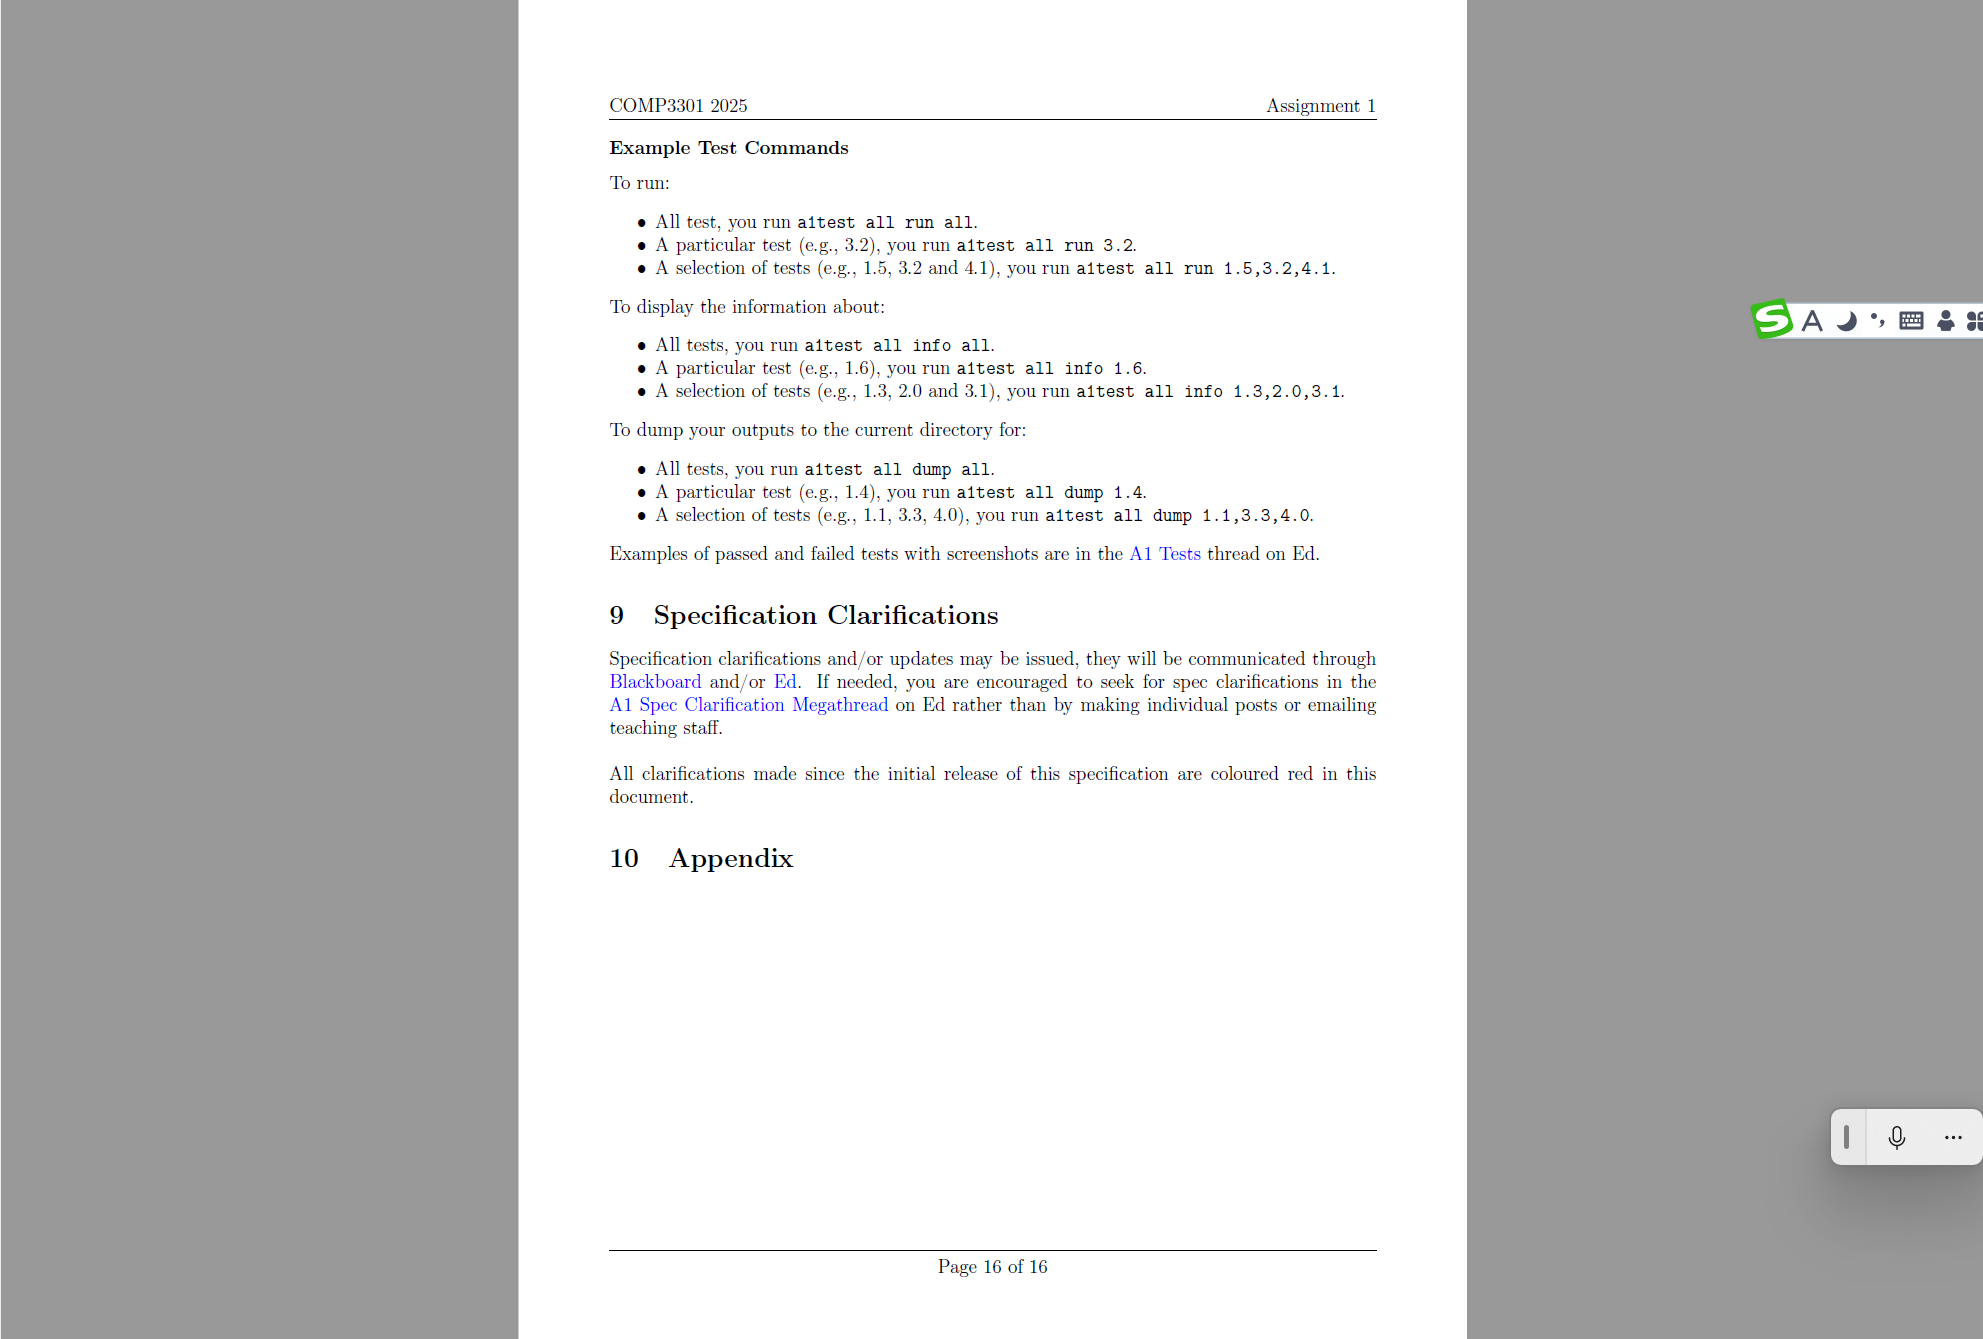 COMP3301 2025 Assignment 1
Example Test Commands
To run:
• All test, you run a1test all run all.
• A particular test (e.g., 3.2), you run a1test all run 3.2.
• A selection of tests (e.g., 1.5, 3.2 and 4.1), you run a1test all run 1.5,3.2,4.1.
To display the information about:
• All tests, you run a1test all info all.
• A particular test (e.g., 1.6), you run a1test all info 1.6.
• A selection of tests (e.g., 1.3, 2.0 and 3.1), you run a1test all info 1.3,2.0,3.1.
To dump your outputs to the current directory for:
• All tests, you run a1test all dump all.
• A particular test (e.g., 1.4), you run a1test all dump 1.4.
• A selection of tests (e.g., 1.1, 3.3, 4.0), you run a1test all dump 1.1,3.3,4.0.
Examples of passed and failed tests with screenshots are in the A1 Tests thread on Ed.
9 Specification Clarifications
Specification clarifications and/or updates may be issued, they will be communicated through
Blackboard and/or Ed. If needed, you are encouraged to seek for spec clarifications in the
A1 Spec Clarification Megathread on Ed rather than by making individual posts or emailing
teaching staff.
All clarifications made since the initial release of this specification are coloured red in this
document.
10 Appendix
Page 16 of 16
S A